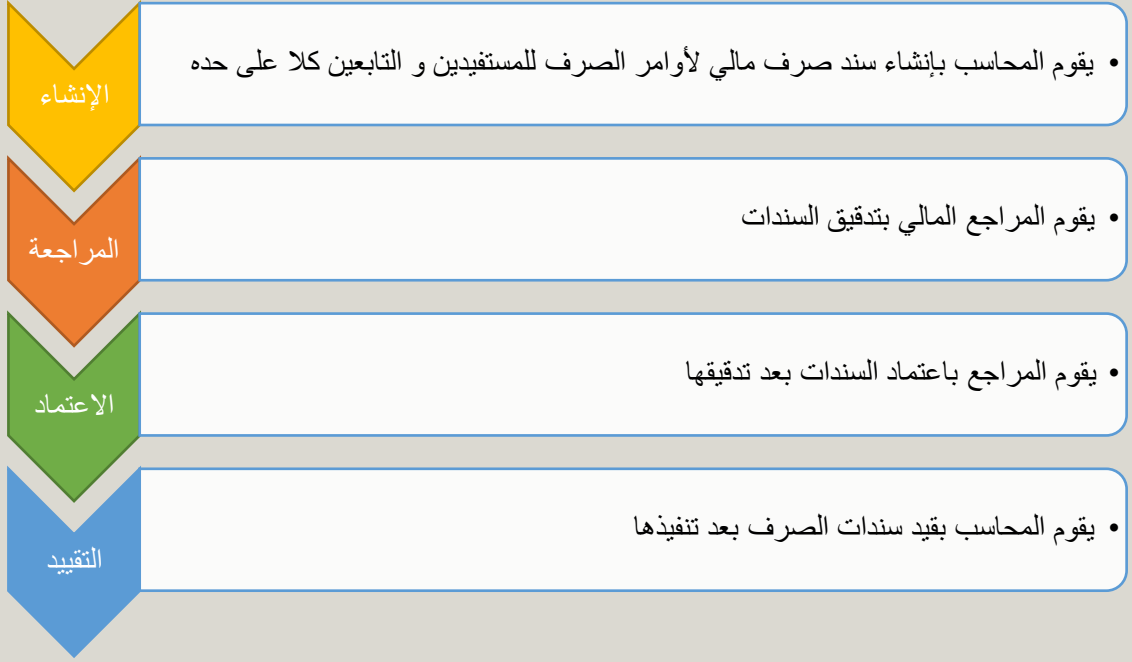 الإنشاء
• يقوم المحاسب بإنشاء سند صرف مالي لأوامر الصرف للمستفيدين و التابعين كلا على حده
المراجعة
• يقوم المراجع المالي بتدقيق السندات
الاعتماد
• يقوم المراجع باعتماد السندات بعد تدقيقها
التقييد
• يقوم المحاسب بقيد سندات الصرف بعد تنفيذها